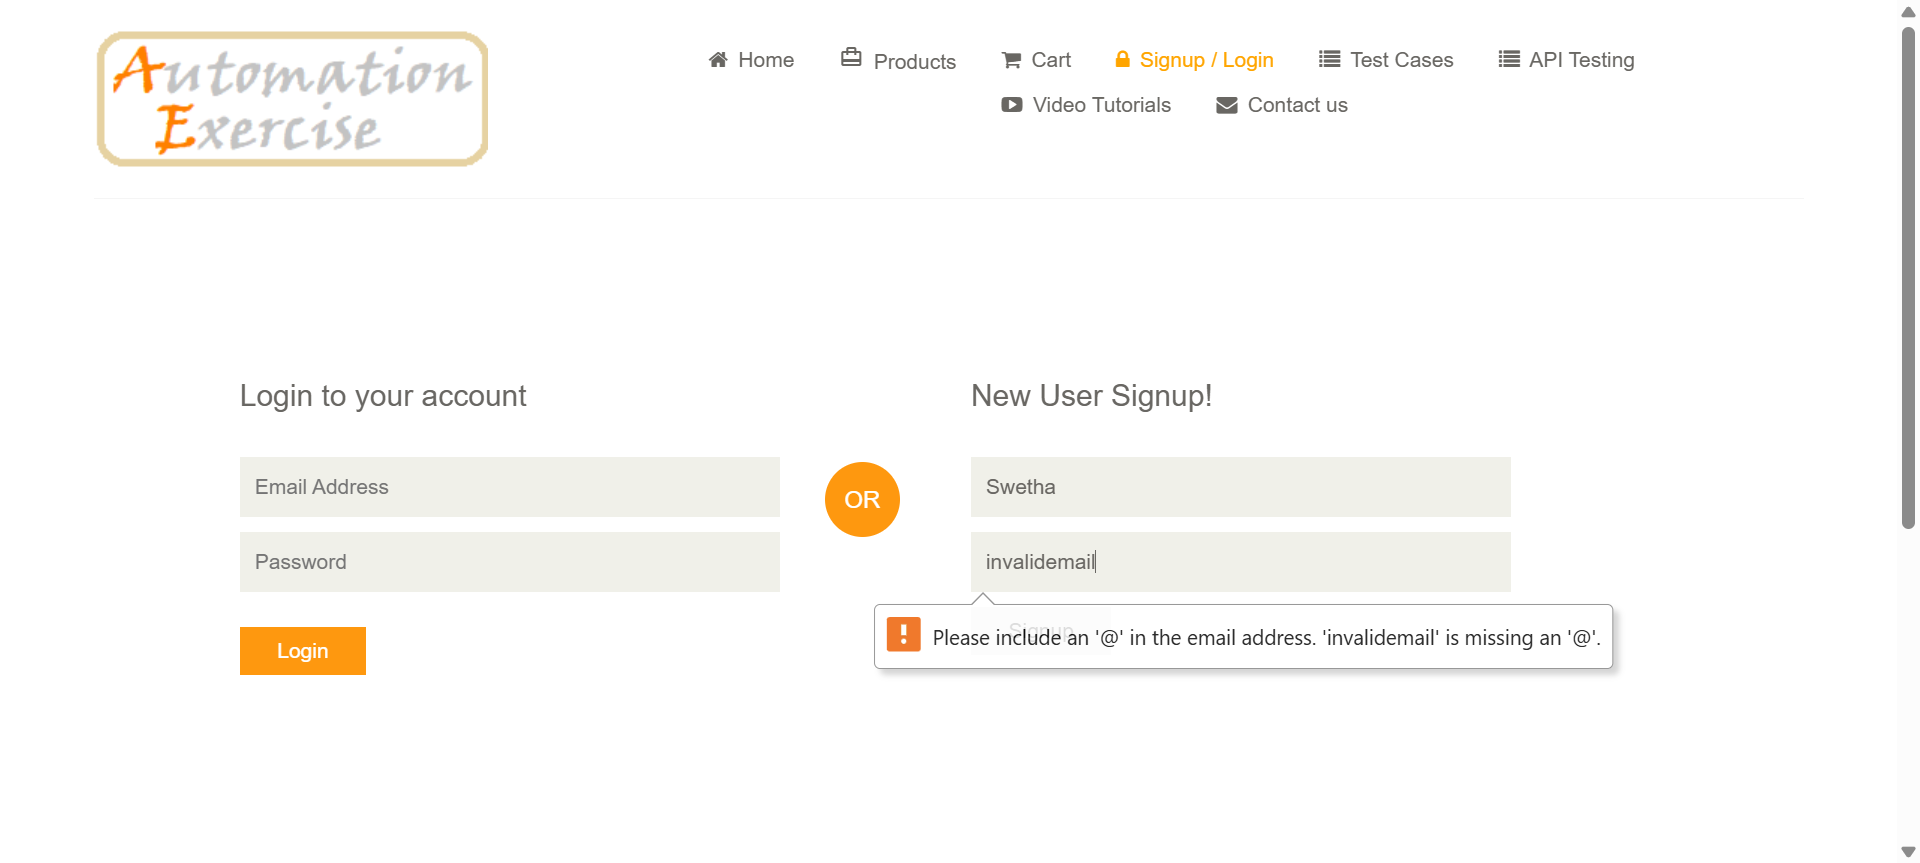 Automation
Exercise
Home Products Cart Signup / Login Test Cases API Testing
Video Tutorials Contact us
Login to your account
New User Signup!
Email Address
Password
Login
OR
Swetha
invalidemail
Signup
Please include an '@' in the email address. 'invalidemail' is missing an '@'.